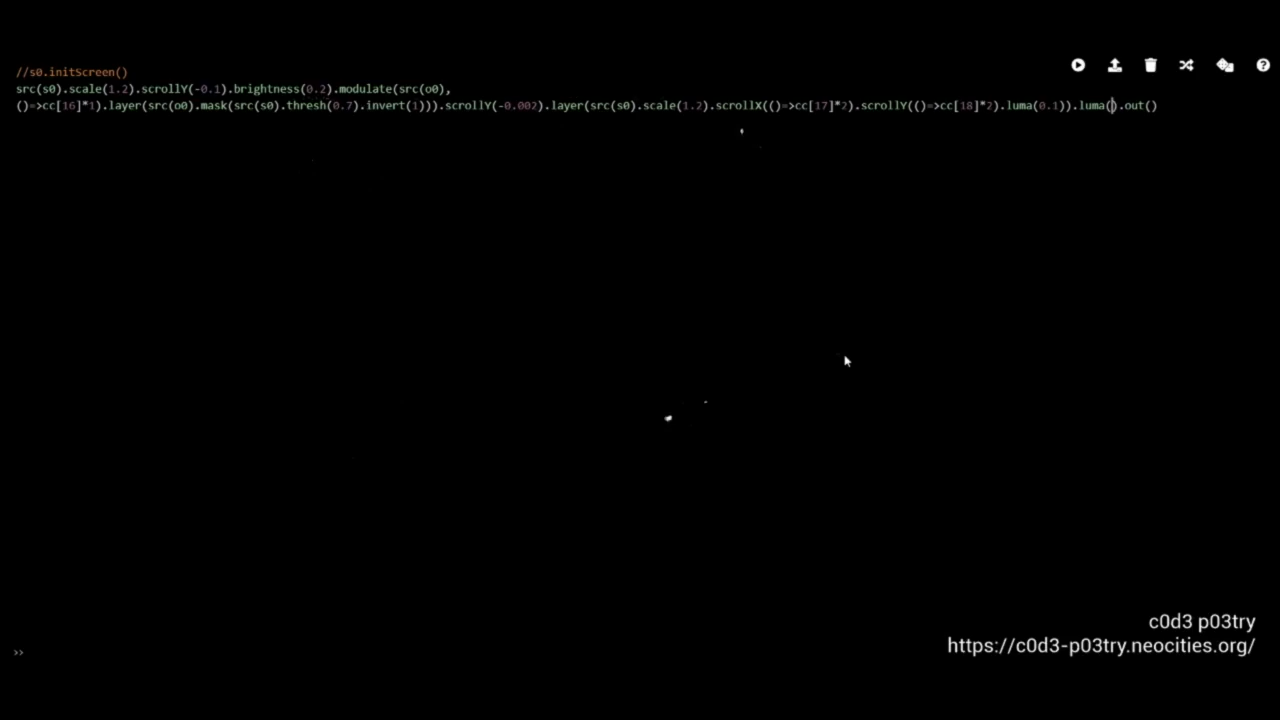 //s0.initScreen()
src(s0).scale(1.2).scrollY(-0.1).brightness(0.2).modulate(src(o0),
()=>cc[16]*1).layer(src(o0).mask(src(s0).thresh(0.7).invert(1))).scrollY(-0.002).layer(src(s0).scale(1.2).scrollX(()=>cc[17]*2).scrollY(()=>cc[18]*2).luma(0.1)).luma().out()
c0d3 p03try
https://c0d3-p03try.neocities.org/
>>